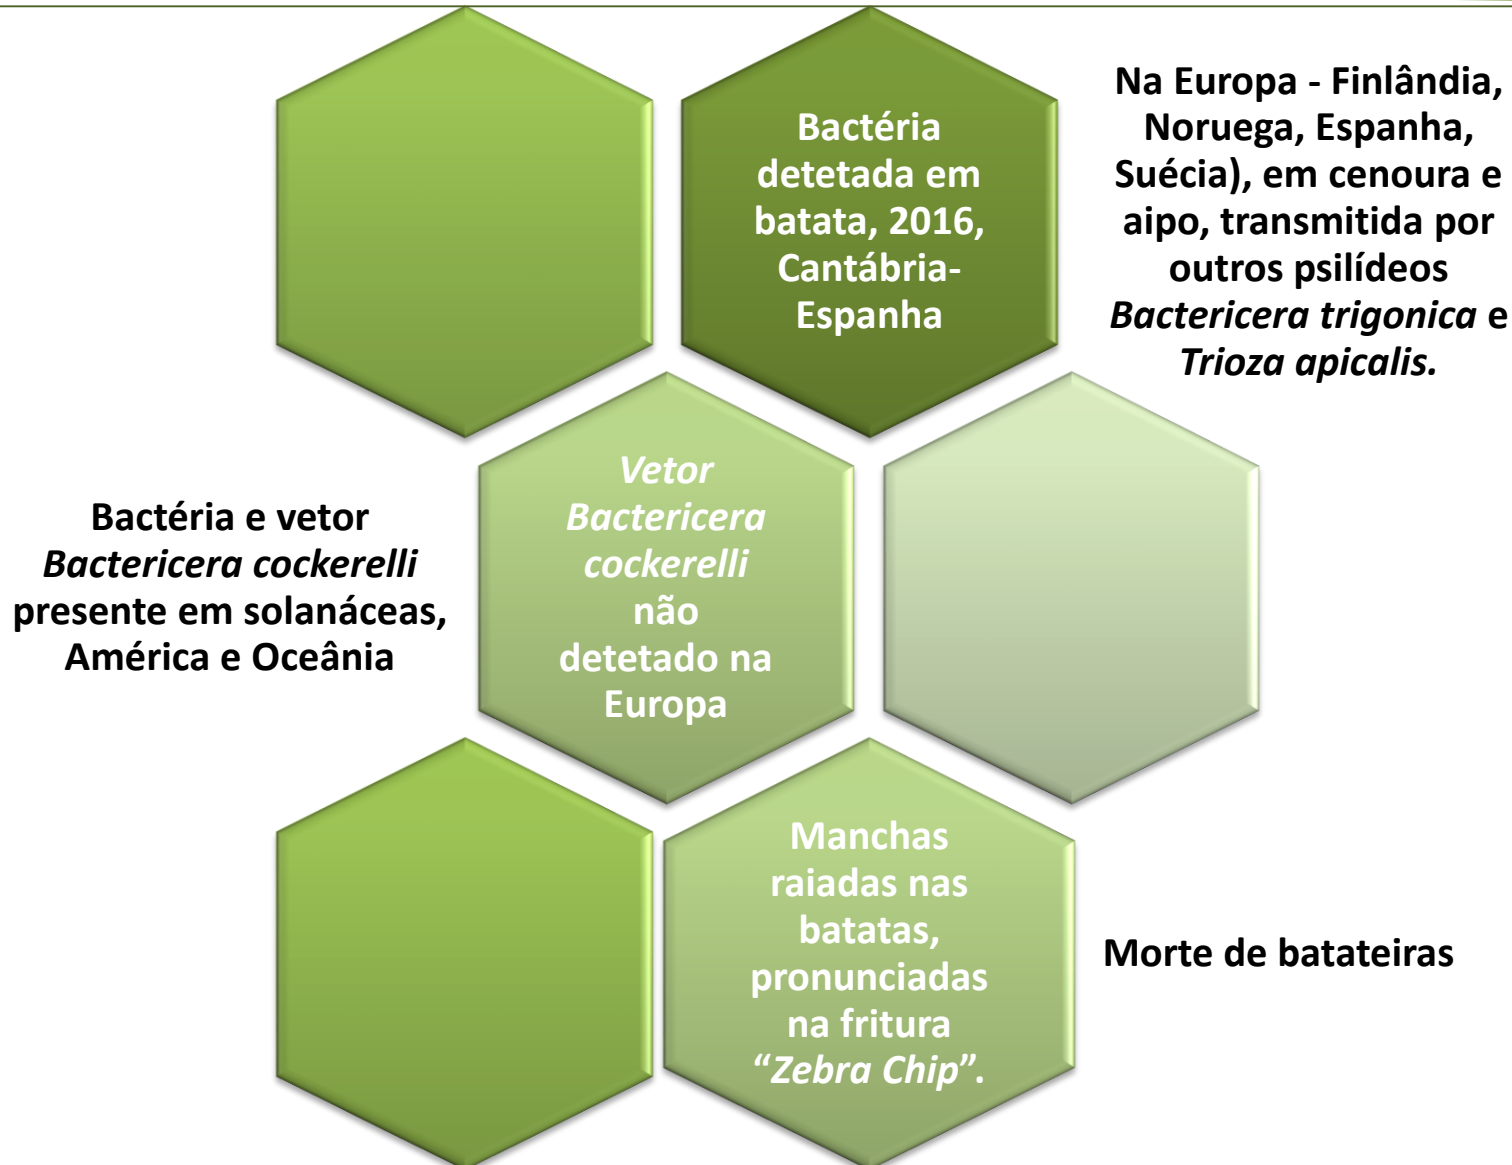 Bactéria
detetada em
batata, 2016,
Cantábria-
Espanha
Na Europa - Finlândia,
Noruega, Espanha,
Suécia), em cenoura e
aipo, transmitida por
outros psilídeos
Bactericera trigonica e
Trioza apicalis.
Bactéria e vetor
Bactericera cockerelli
presente em solanáceas,
América e Oceânia
Vetor
Bactericera
cockerelli
não
detetado na
Europa
Manchas
raiadas nas
batatas,
pronunciadas
na fritura
“Zebra Chip”.
Morte de batateiras